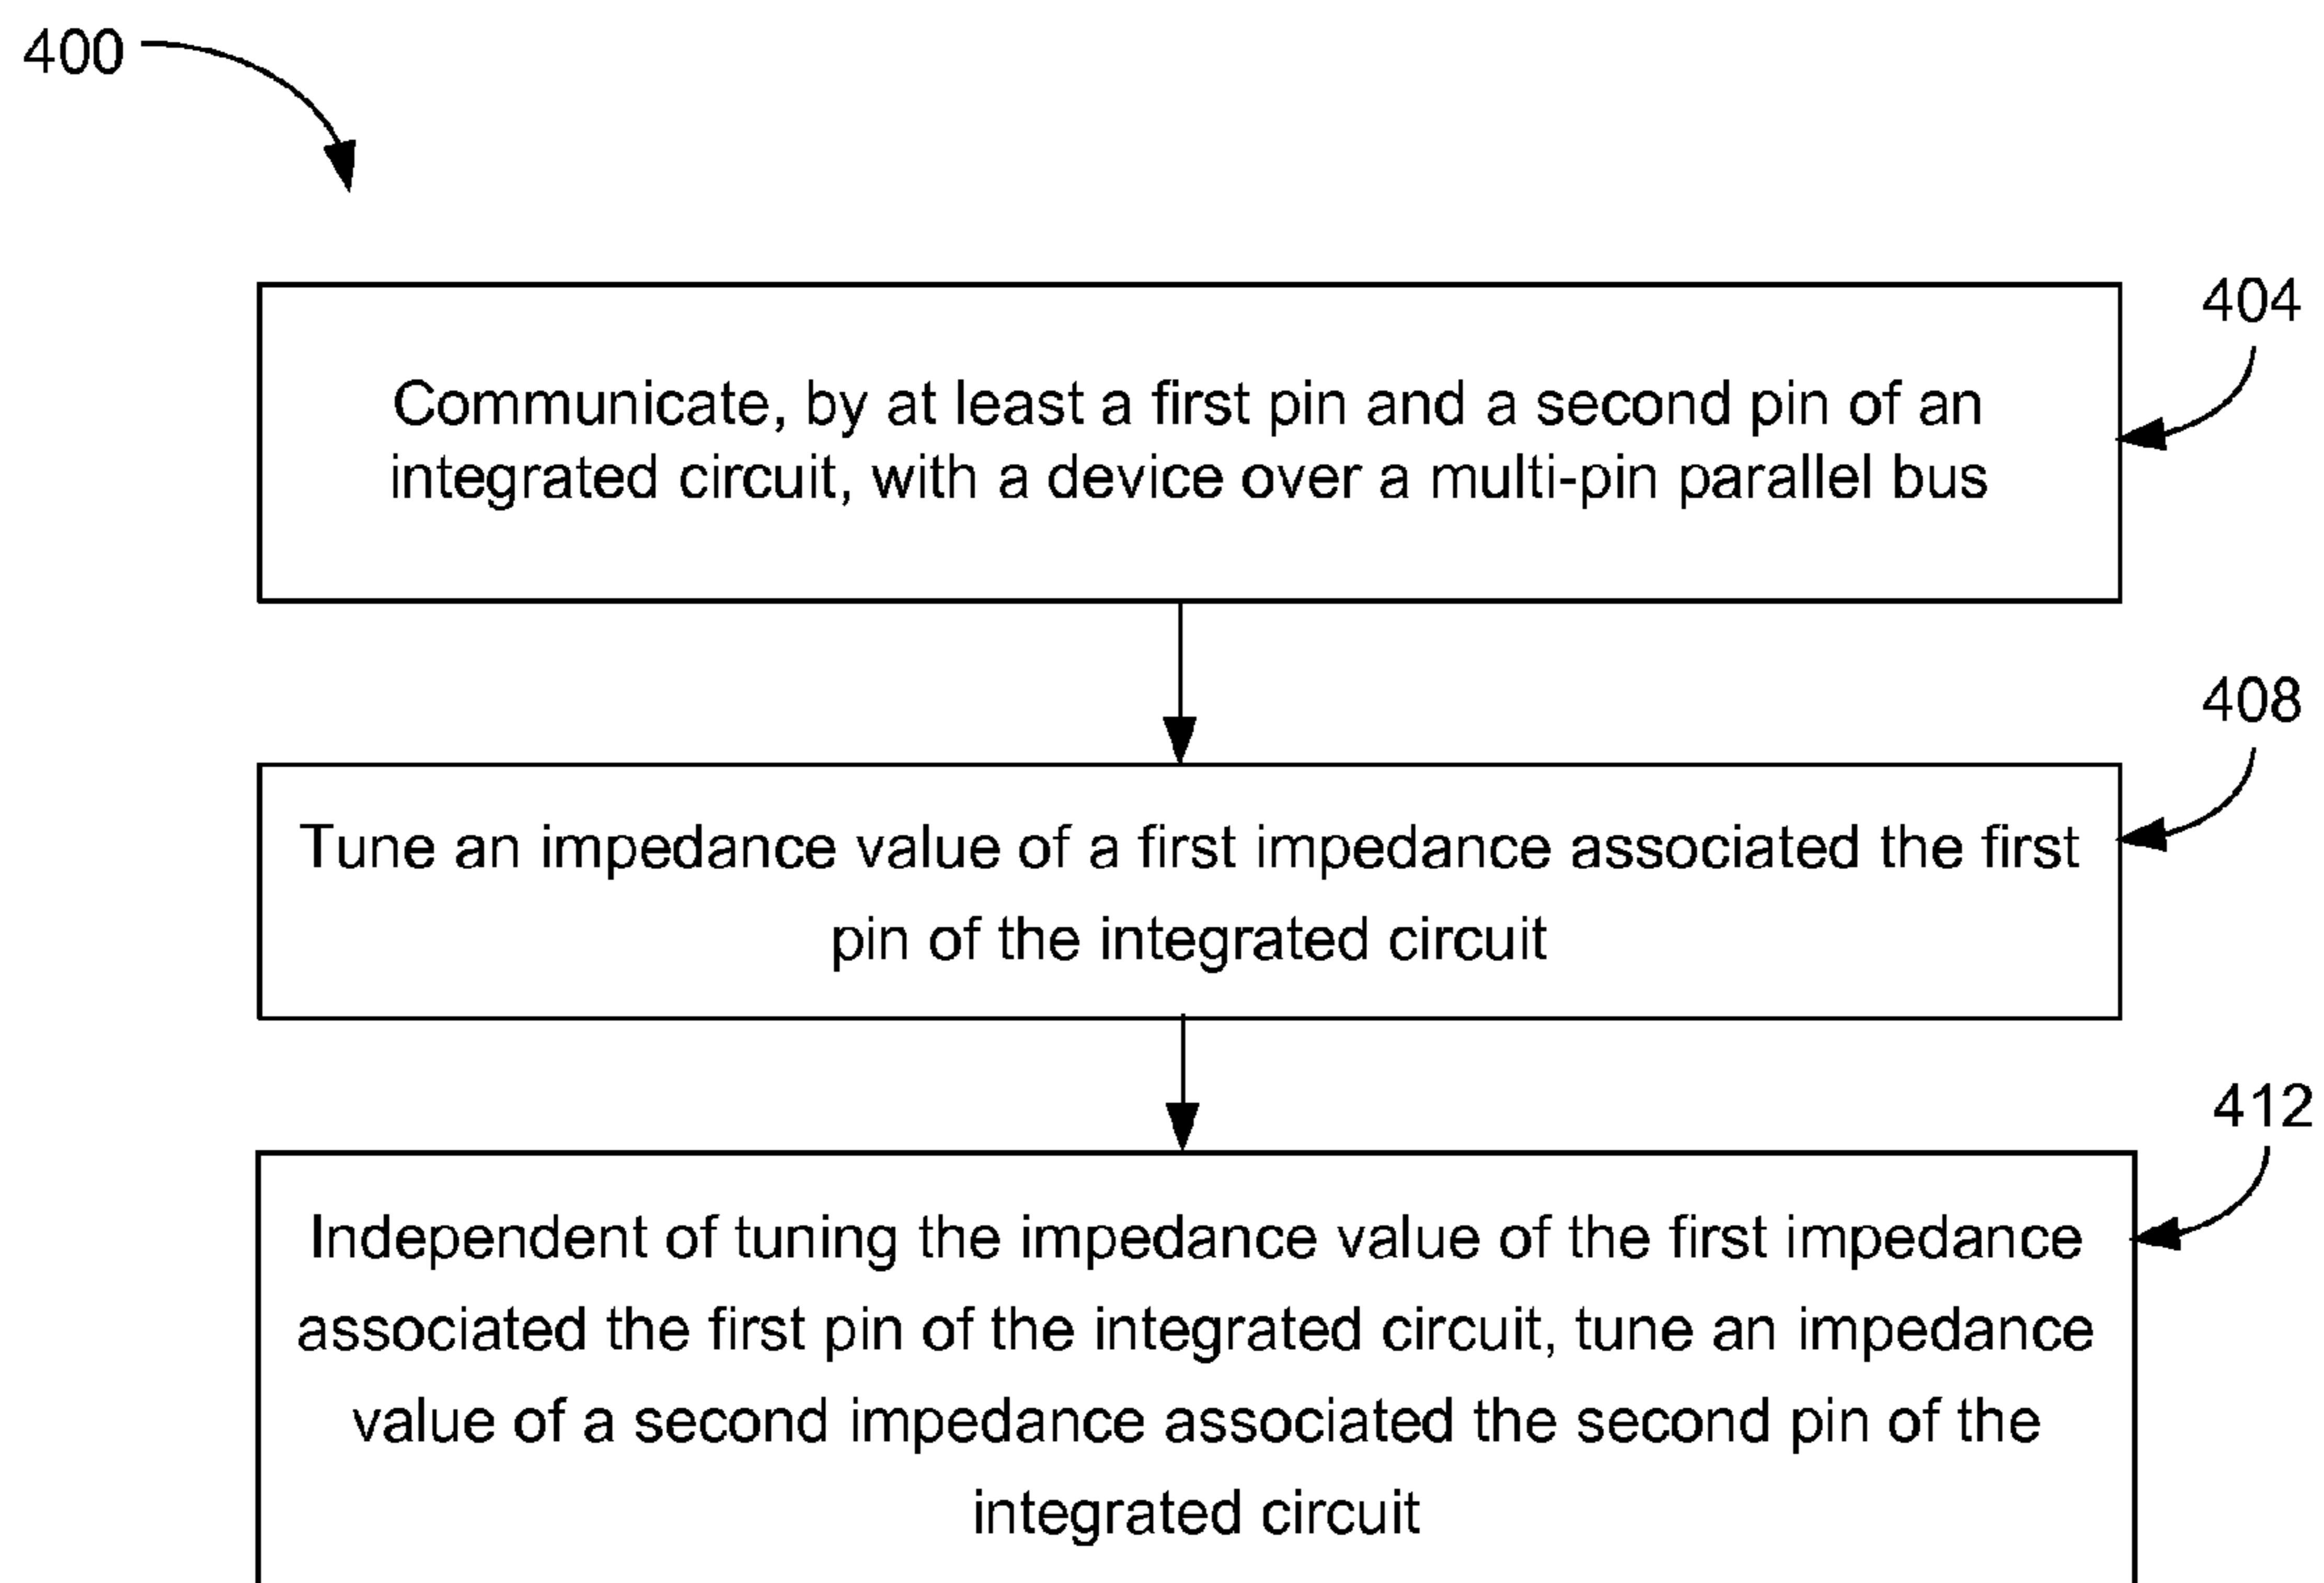 400
404
Communicate, by at least a first pin and a second pin of an
integrated circuit, with a device over a multi-pin parallel bus
408
Tune an impedance value of a first impedance associated the first
pin of the integrated circuit
412
Independent of tuning the impedance value of the first impedance
associated the first pin of the integrated circuit, tune an impedance
value of a second impedance associated the second pin of the
integrated circuit